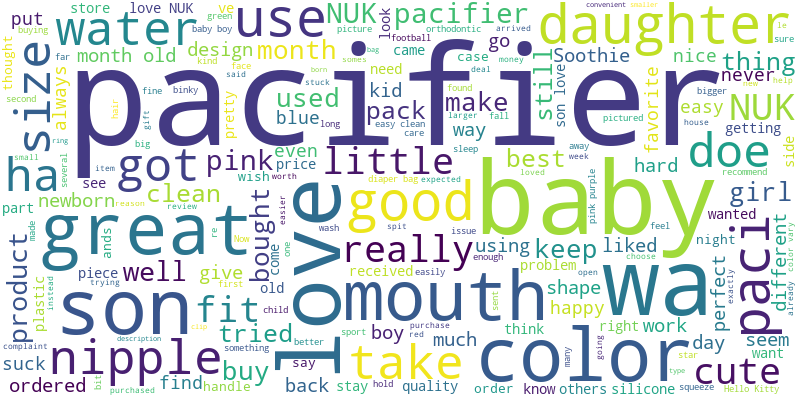 put
store
love NUK
water
ve
green
baby boy
few
design
use
NUK pacifier
picture
football
came
look
buying
bag
orthodontic
arrived
daughter
convenient
spiller
le
sure
thought
far
month old
kind
said
face
month
need
case
deal
go
money
still
Soothie
nice
thing
never
help
size
always
second
fine
binky
gift
pacifier
born
somes
stuck
used
kid
larger
fall
found
make
son love
favorite
new
bigger
easy
house
NUK
pictured
pretty
hair
blue
long
easy clean
care
pack
way
sleep
getting
side
ring
big
got
pink
even
price
little
away
week
best
hard
doe
recommend
ha
small
several
item
see
wish
worth
loved
girl
newborn
clean
diaper bag
expected
good
baby
pink purple
feel
wanted
part
reason
review
easier
bought
love
wash
spit
issue
really
using
keep
liked
night
made
great
ands
re
Now
one
come
enough
choose
perfect
different
color vary
already
exactly
product
piece
well
give
received
easily
mouth
problem
shape
open
wa
paci
plastic
instead
trying
son
fit
first
old
child
sent
happy
day
right
work
seem
description
tried
something
better
sport
purchase
red
boy
much
think
many
going
color
star
want
complaint
suck
nipple
buy
say
take
cute
type
ordered
bit
purchased
find
handle
back
stay
hold
quality
order
know
others
silicone
squeeze
Hello Kitty